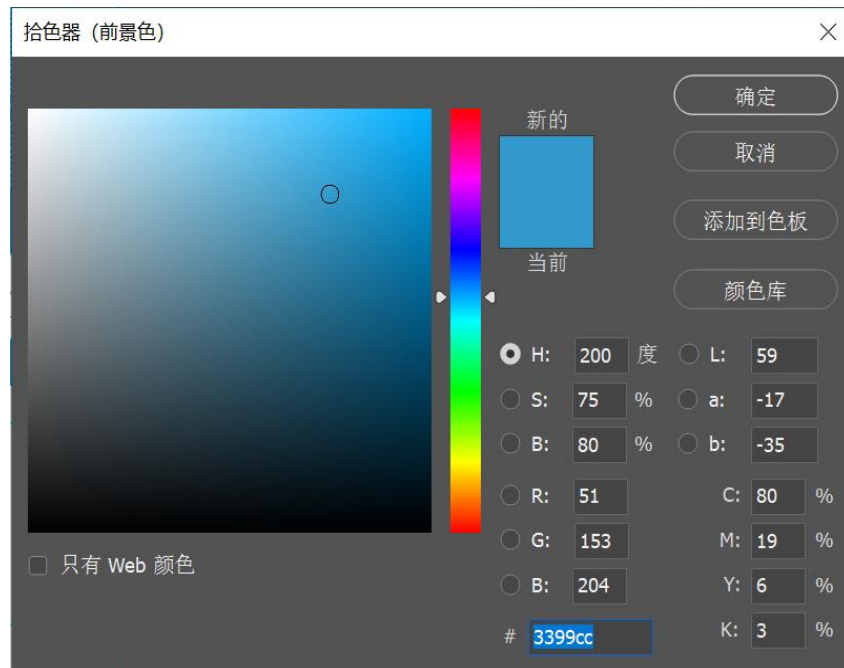 拾色器（前景色）
新的
当前
确定
取消
添加到色板
颜色库
H: 200 度
S: 75 %
B: 80 %
R: 51
G: 153
B: 204
# 3399cc
L: 59
a: -17
b: -35
C: 80 %
M: 19 %
Y: 6 %
K: 3 %
只有 Web 颜色